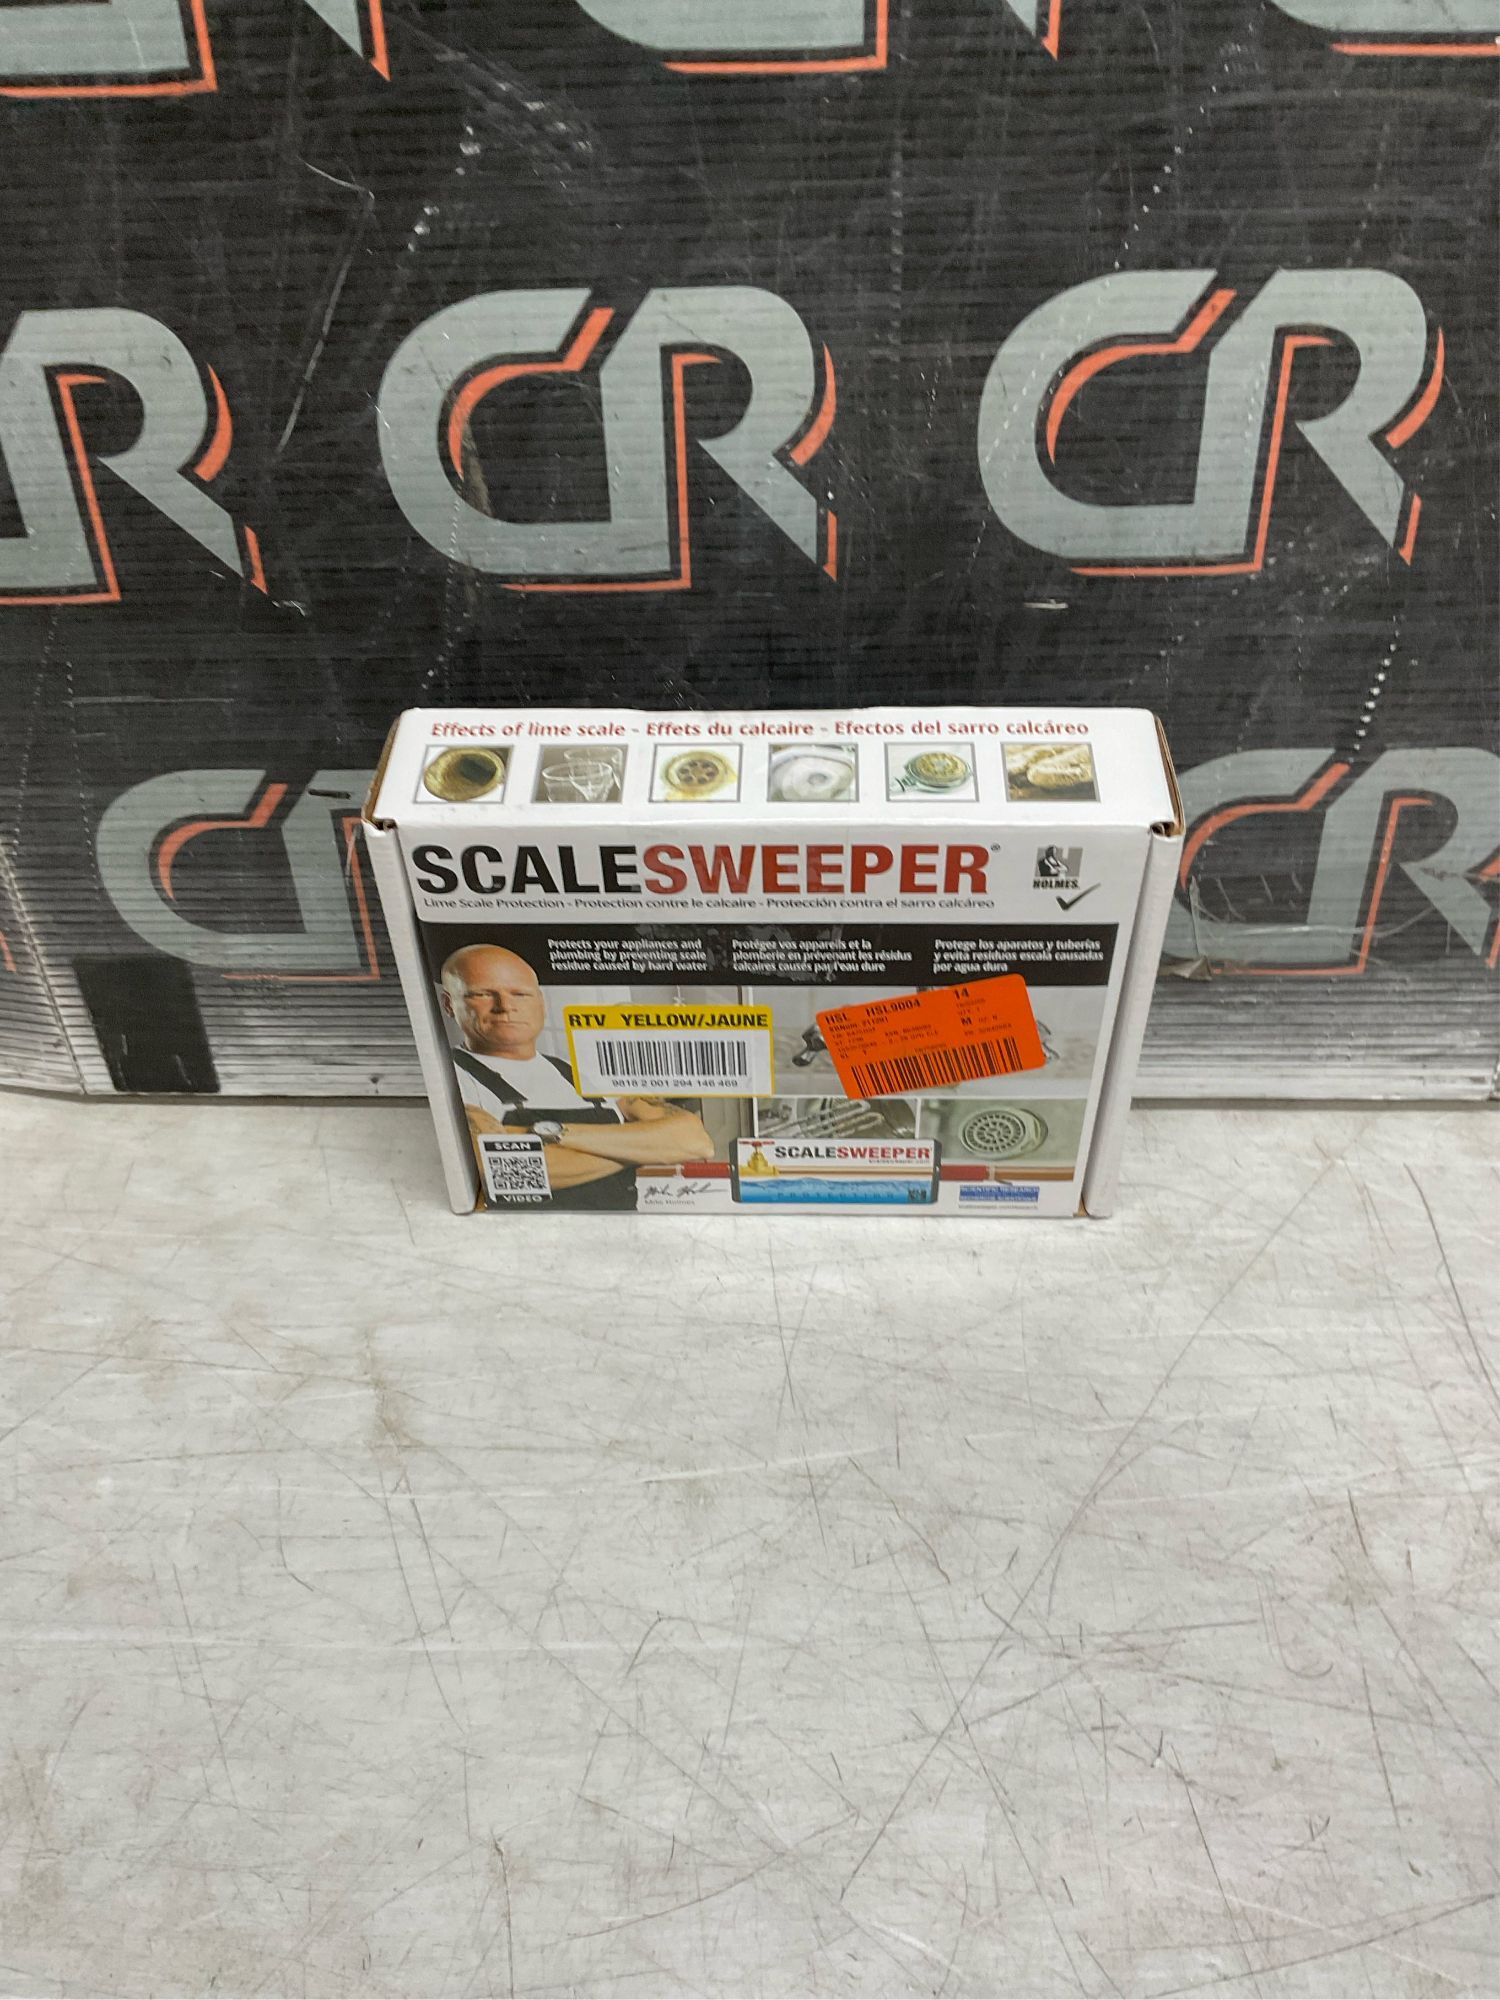 CR
CR
CR
CR
CR
Effects of lime scale - Effets du calcaire - Efectos del sarro calcáreo
SCALESWEEPER®
HOLMES
Lime Scale Protection - Protection contre le calcaire - Protección contra el sarro calcáreo
Protects your appliances and
plumbing by preventing scale
residue caused by hard water
Protéger vos appareils et la
plomberie en prévenant les résidus
calcaires causés par l'eau dure
Protege los aparatos y tuberías
y evita residuos escala causadas
por agua dura
RTV YELLOW/JAUNE
9818 2 001 294 146 469
HSL HSL9004 14
M
SCAN
VIDEO
Mike Holmes
SCALESWEEPER
PROTECTION